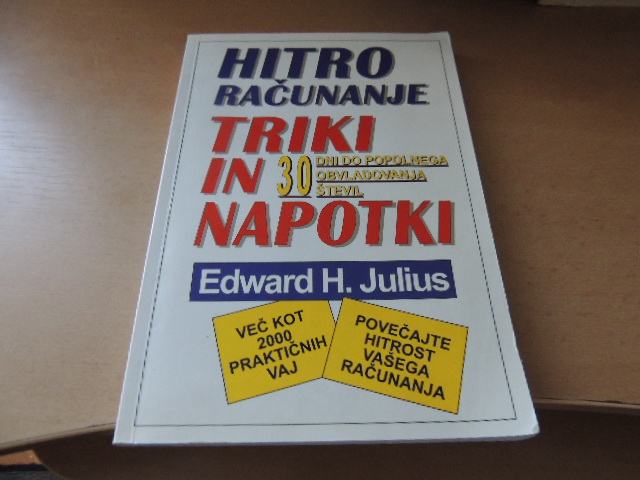 HITRO
RAČUNANJE
TRIKI
IN
30
DNI DO POPOLNEGA
OBVLADOVANJA
ŠTEVIL
NAPOTKI
Edward H. Julius
VEČ KOT
2000
PRAKTIČNIH
VAJ
POVEČAJTE
HITROST
VAŠEGA
RAČUNANJA